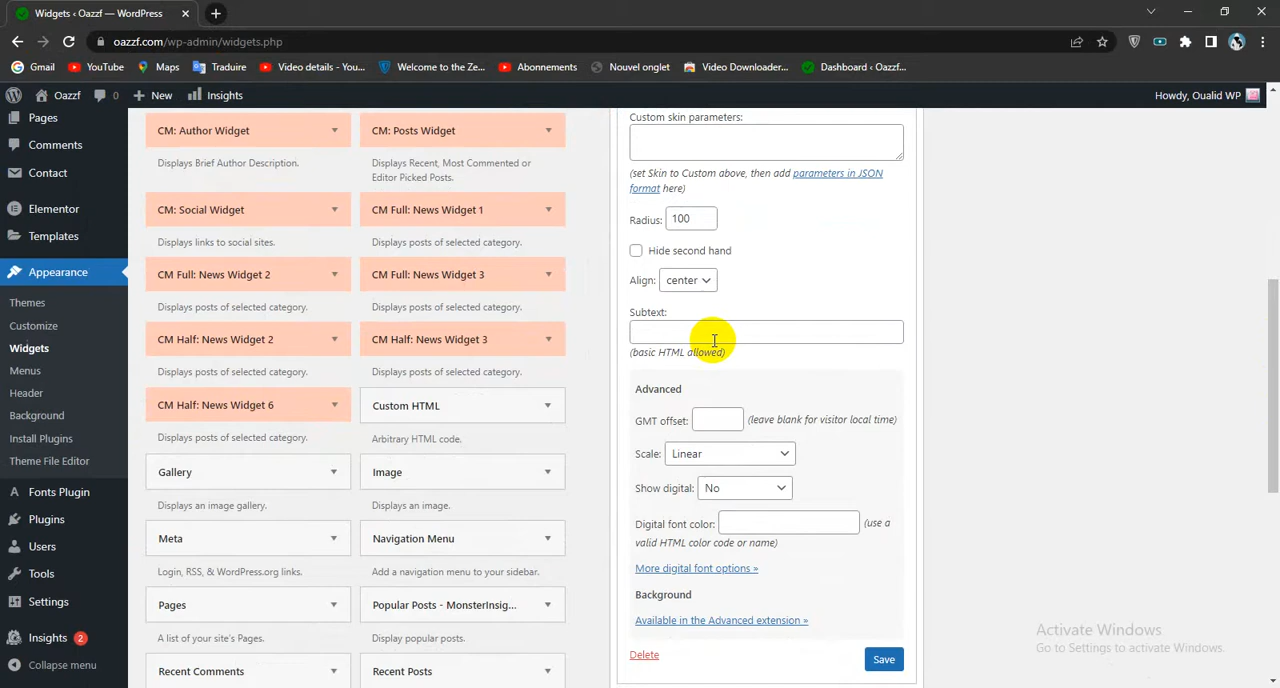 Widgets ‹ Oazzf — WordPress
oazzf.com/wp-admin/widgets.php
Gmail YouTube Maps Traduire Video details - You... Welcome to the Ze... Abonnements Nouvel onglet Video Downloader... Dashboard ‹ Oazzf...
Oazzf 0 New Insights Howdy, Oualid WP
Pages
Comments
Contact
Elementor
Templates
Appearance
Themes
Customize
Widgets
Menus
Header
Background
Install Plugins
Theme File Editor
Fonts Plugin
Plugins
Users
Tools
Settings
Insights 2
Collapse menu
CM: Author Widget
Displays Brief Author Description.
CM: Posts Widget
Displays Recent, Most Commented or
Editor Picked Posts.
CM: Social Widget
Displays links to social sites.
CM Full: News Widget 1
Displays posts of selected category.
CM Full: News Widget 2
Displays posts of selected category.
CM Full: News Widget 3
Displays posts of selected category.
CM Half: News Widget 2
Displays posts of selected category.
CM Half: News Widget 3
Displays posts of selected category.
CM Half: News Widget 6
Displays posts of selected category.
Custom HTML
Arbitrary HTML code.
Gallery
Displays an image gallery.
Image
Displays an image.
Meta
Login, RSS, & WordPress.org links.
Navigation Menu
Add a navigation menu to your sidebar.
Pages
A list of your site's Pages.
Popular Posts - MonsterInsig...
Display popular posts.
Recent Comments
Recent Posts
Custom skin parameters:
(set Skin to Custom above, then add parameters in JSON
format here)
Radius: 100
Hide second hand
Align: center
Subtext:
(basic HTML allowed)
Advanced
GMT offset: (leave blank for visitor local time)
Scale: Linear
Show digital: No
Digital font color: (use a
valid HTML color code or name)
More digital font options »
Background
Available in the Advanced extension »
Delete Save
Activate Windows
Go to Settings to activate Windows.